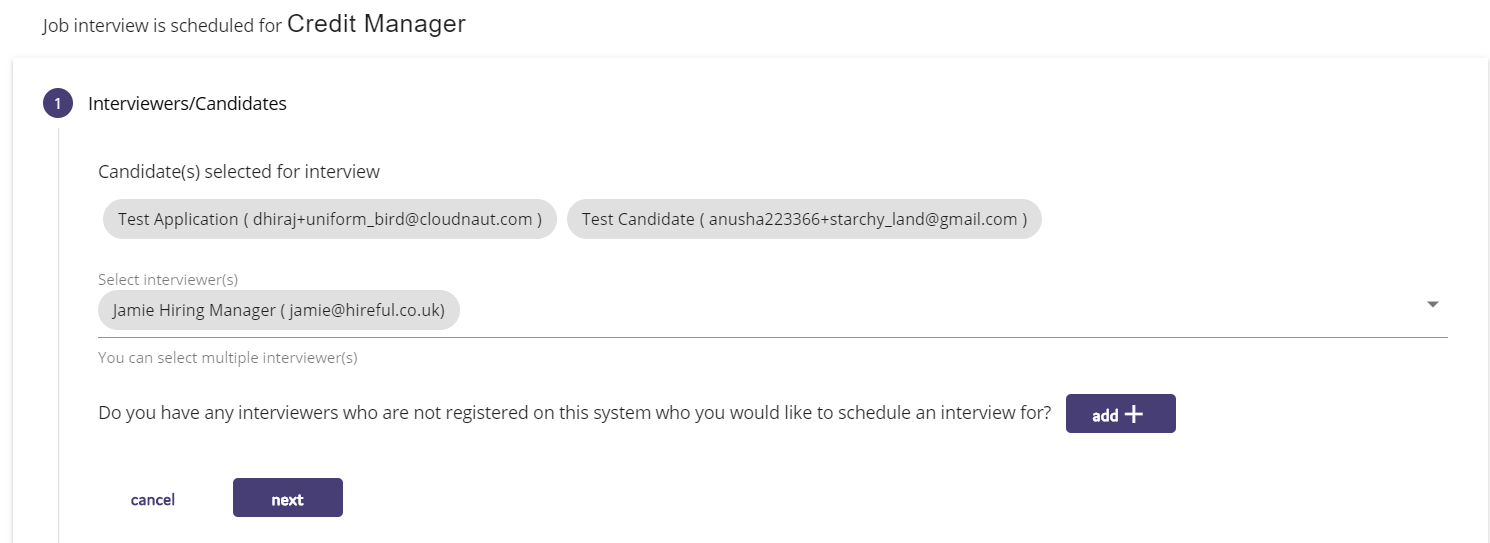 Job interview is scheduled for Credit Manager
1 Interviewers/Candidates
Candidate(s) selected for interview
Test Application ( dhiraj+uniform_bird@cloudnaut.com ) Test Candidate ( anusha223366+starchy_land@gmail.com )
Select interviewer(s)
Jamie Hiring Manager ( jamie@hireful.co.uk)
You can select multiple interviewer(s)
Do you have any interviewers who are not registered on this system who you would like to schedule an interview for? add +
cancel next